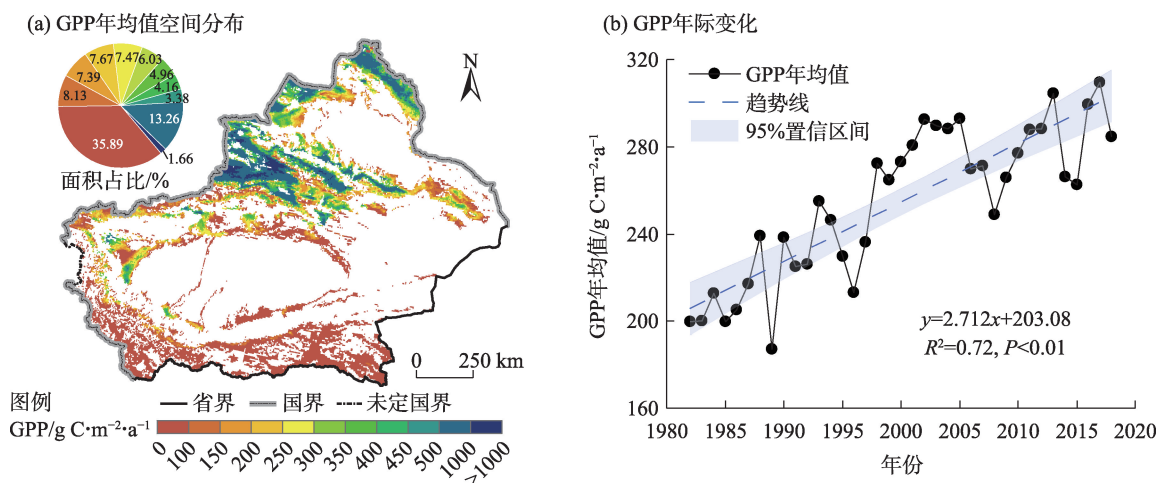 (a) GPP年均值空间分布
7.67
7.47
6.03
7.39
4.96
4.16
8.13
3.38
13.26
35.89
1.66
面积占比/%
N
0 250 km
图例
省界 国界 未定国界
GPP/g C·m⁻²·a⁻¹
0 100 150 200 250 300 350 400 450 500 1000 >1000
(b) GPP年际变化
320
280
240
200
160
GPP年均值/g C·m⁻²·a⁻¹
GPP年均值
趋势线
95%置信区间
y=2.712x+203.08
R²=0.72, P<0.01
1980 1985 1990 1995 2000 2005 2010 2015 2020
年份